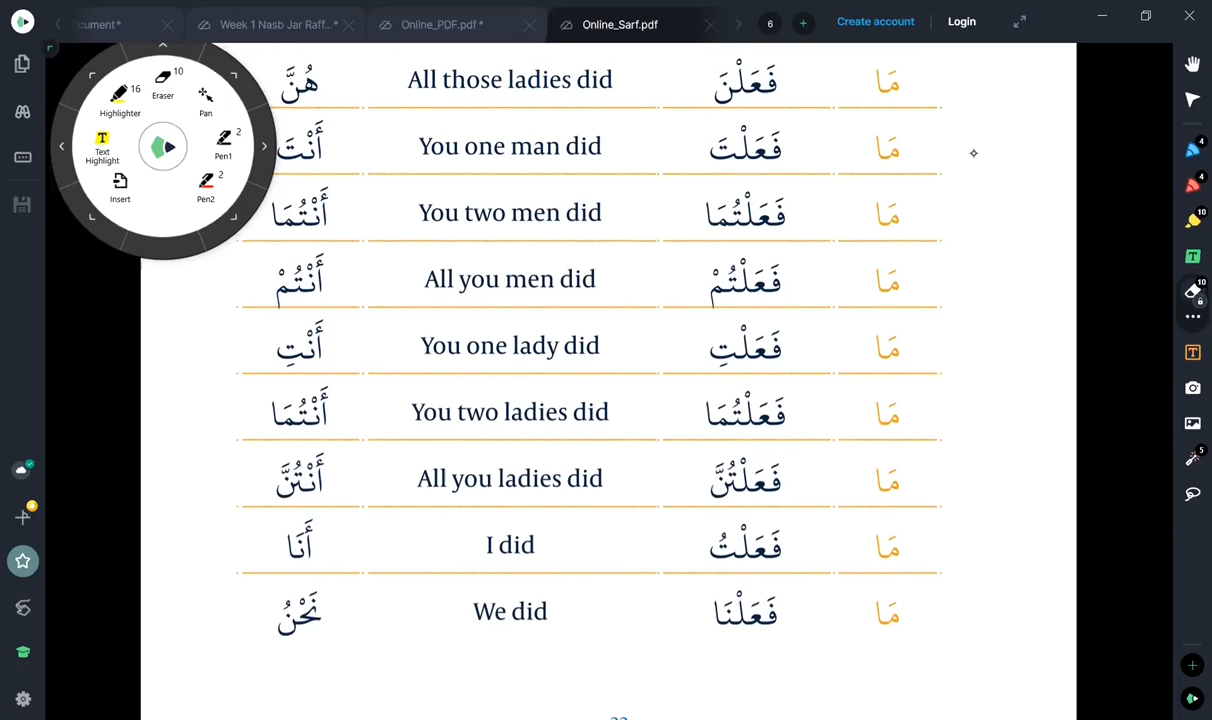 cument*
Week 1 Nasb Jar Raff...*
Online_PDF.pdf*
Online_Sarf.pdf
6
Create account
Login
10
Eraser
16
Highlighter
Pan
T
Text Highlight
2
Pen1
Insert
2
Pen2
مَا فَعَلْنَ All those ladies did هُنَّ
مَا فَعَلْتَ You one man did أَنْتَ
مَا فَعَلْتُمَا You two men did أَنْتُمَا
مَا فَعَلْتُمْ All you men did أَنْتُمْ
مَا فَعَلْتِ You one lady did أَنْتِ
مَا فَعَلْتُمَا You two ladies did أَنْتُمَا
مَا فَعَلْتُنَّ All you ladies did أَنْتُنَّ
مَا فَعَلْتُ I did أَنَا
مَا فَعَلْنَا We did نَحْنُ
4
4
10
T
10
T
5